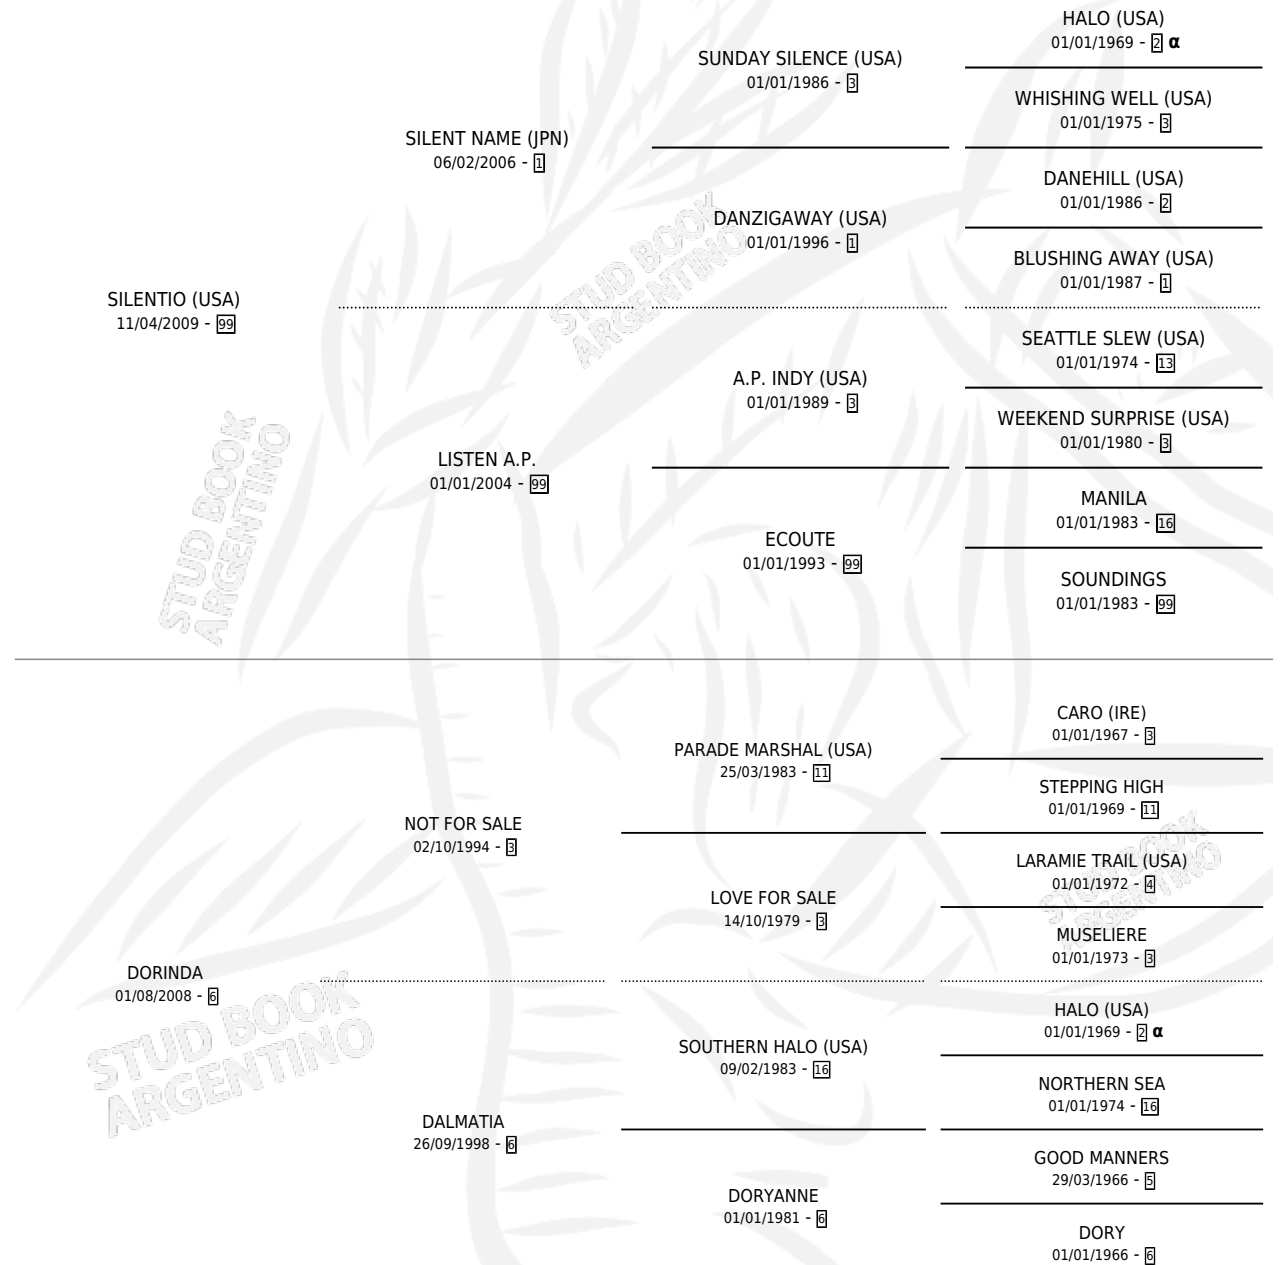 HALO (USA)
01/01/1969 - 2 α
SUNDAY SILENCE (USA)
01/01/1986 - 3
WHISHING WELL (USA)
01/01/1975 - 3
SILENT NAME (JPN)
06/02/2006 - 1
DANEHILL (USA)
01/01/1986 - 2
DANZIGAWAY (USA)
01/01/1996 - 1
BLUSHING AWAY (USA)
01/01/1987 - 1
SILENTIO (USA)
11/04/2009 - 99
SEATTLE SLEW (USA)
01/01/1974 - 13
A.P. INDY (USA)
01/01/1989 - 3
WEEKEND SURPRISE (USA)
01/01/1980 - 3
LISTEN A.P.
01/01/2004 - 99
MANILA
01/01/1983 - 16
ECOUTE
01/01/1993 - 99
SOUNDINGS
01/01/1983 - 99
CARO (IRE)
01/01/1967 - 3
PARADE MARSHAL (USA)
25/03/1983 - 11
STEPPING HIGH
01/01/1969 - 11
NOT FOR SALE
02/10/1994 - 3
LARAMIE TRAIL (USA)
01/01/1972 - 4
LOVE FOR SALE
14/10/1979 - 3
MUSELIERE
01/01/1973 - 3
DORINDA
01/08/2008 - 6
HALO (USA)
01/01/1969 - 2 α
SOUTHERN HALO (USA)
09/02/1983 - 16
NORTHERN SEA
01/01/1974 - 16
DALMATIA
26/09/1998 - 6
GOOD MANNERS
29/03/1966 - 5
DORYANNE
01/01/1981 - 6
DORY
01/01/1966 - 6
STUD BOOK
ARGENTINO
STUD BOOK
ARGENTINO
STUD BOOK
ARGENTINO
STUD BOOK
ARGENTINO